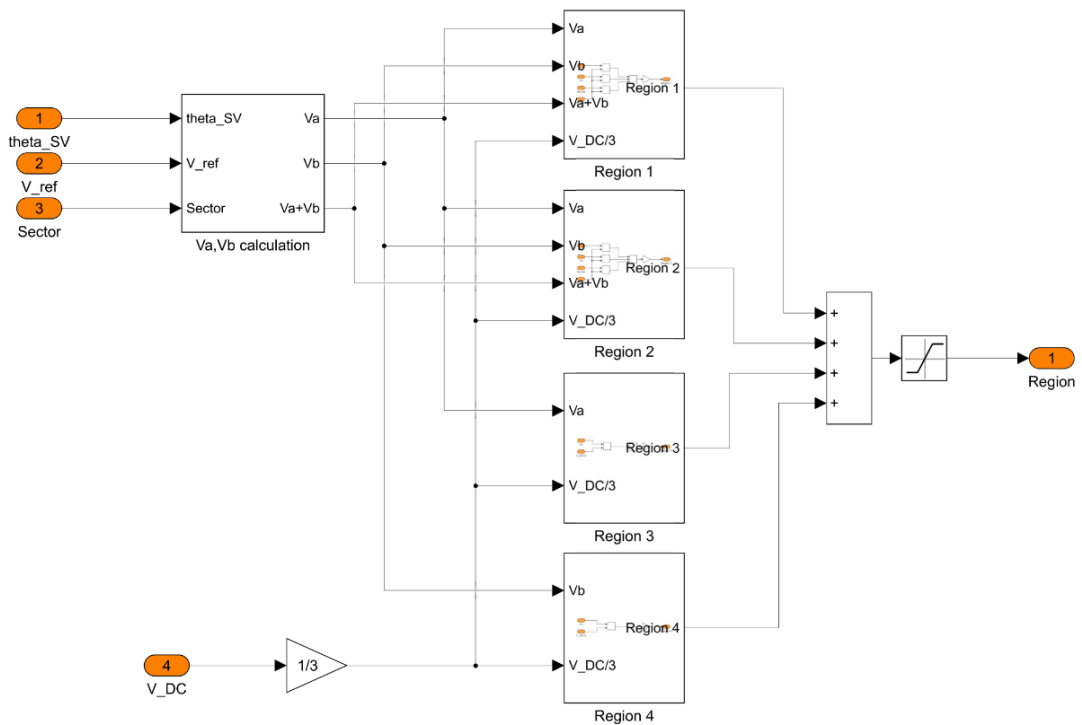 1
theta_SV
2
V_ref
3
Sector
theta_SV
V_ref
Sector
Va
Vb
Va+Vb
Va,Vb calculation
Va
Vb
Va+Vb
V_DC/3
Region 1
Region 1
Va
Vb
Va+Vb
V_DC/3
Region 2
Region 2
Va
V_DC/3
Region 3
Region 3
Vb
V_DC/3
Region 4
Region 4
4
V_DC
1/3
+
+
+
+
1
Region